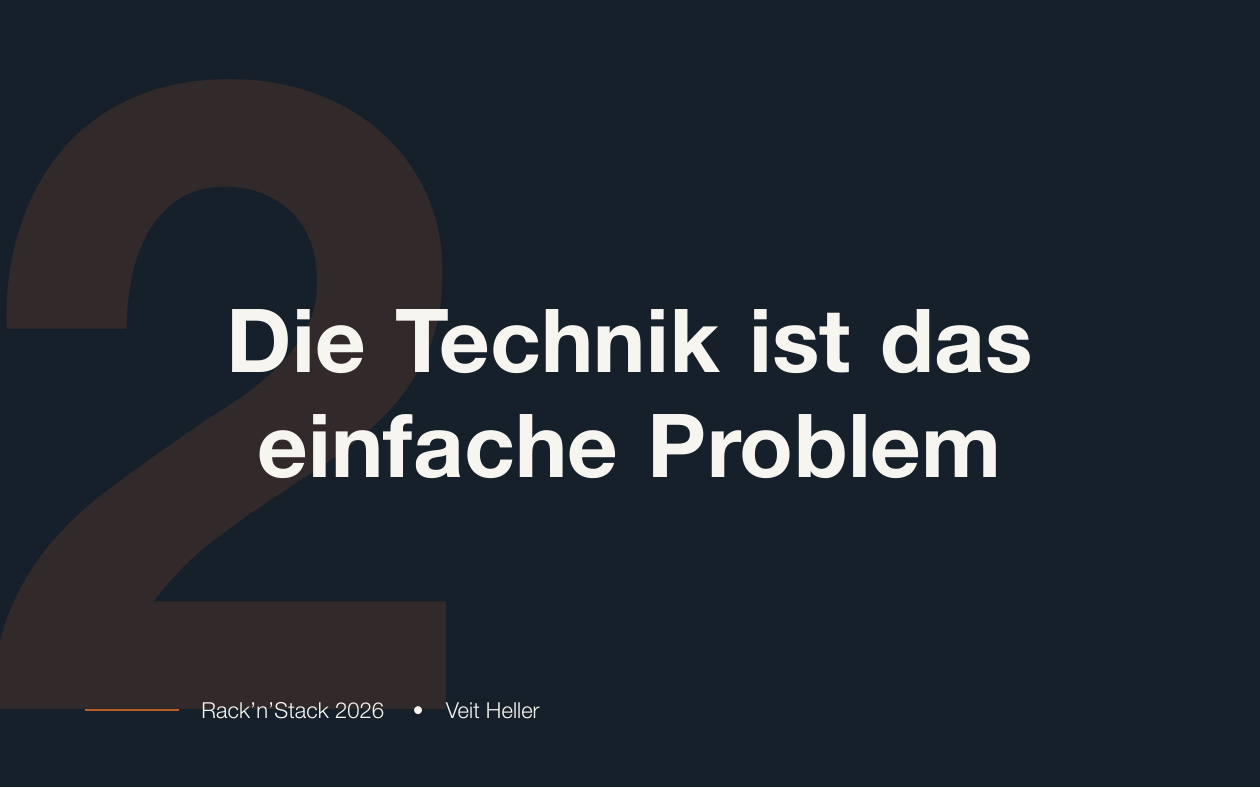 2
Die Technik ist das
einfache Problem
Rack’n’Stack 2026 • Veit Heller